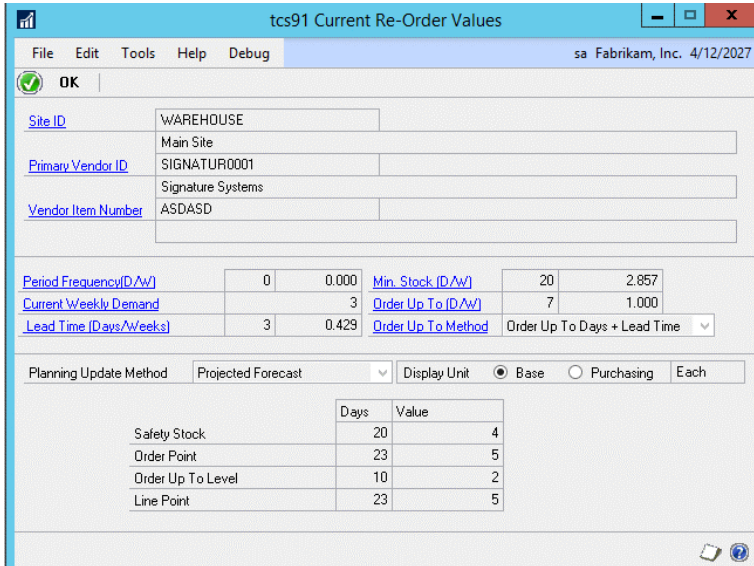 tcs91 Current Re-Order Values
File Edit Tools Help Debug sa Fabrikam, Inc. 4/12/2027
OK
Site ID WAREHOUSE
Main Site
Primary Vendor ID SIGNATUR0001
Signature Systems
Vendor Item Number ASDASD
Period Frequency(D/W) 0 0.000 Min. Stock (D/W) 20 2.857
Current Weekly Demand 3 Order Up To (D/W) 7 1.000
Lead Time (Days/Weeks) 3 0.429 Order Up To Method Order Up To Days + Lead Time
Planning Update Method Projected Forecast Display Unit Base Purchasing Each
Days Value
Safety Stock 20 4
Order Point 23 5
Order Up To Level 10 2
Line Point 23 5